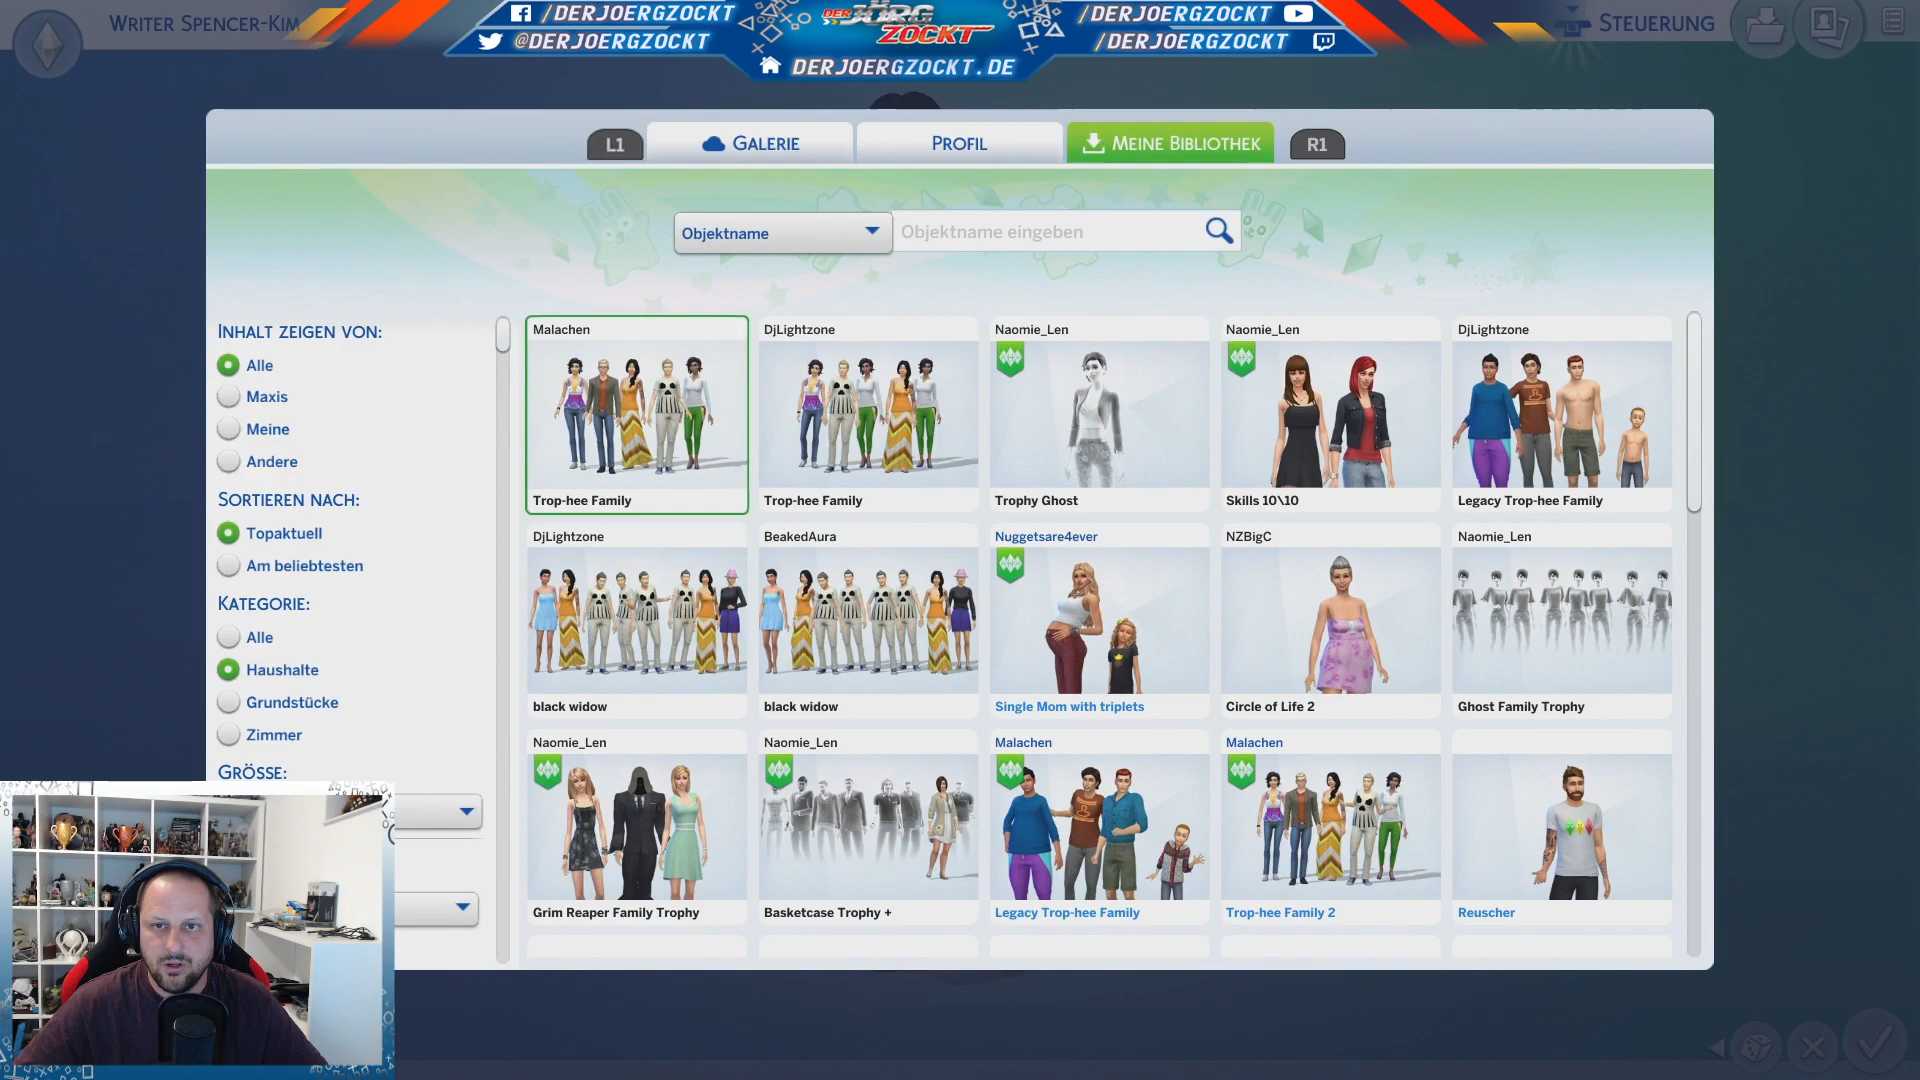 WRITER SPENCER-KIM
/DERJOERGZOCKT
@DERJOERGZOCKT
DER JÖRG ZOCKT
/DERJOERGZOCKT
/DERJOERGZOCKT
DERJOERGZOCKT.DE
STEUERUNG
L1
GALERIE
PROFIL
MEINE BIBLIOTHEK
R1
Objektname
Objektname eingeben
INHALT ZEIGEN VON:
Alle
Maxis
Meine
Andere
SORTIEREN NACH:
Topaktuell
Am beliebtesten
KATEGORIE:
Alle
Haushalte
Grundstücke
Zimmer
GRÖSSE:
Malachen
Trop-hee Family
DjLightzone
Trop-hee Family
Naomie_Len
Trophy Ghost
Naomie_Len
Skills 10\10
DjLightzone
Legacy Trop-hee Family
DjLightzone
black widow
BeakedAura
black widow
Nuggetsare4ever
Single Mom with triplets
NZBigC
Circle of Life 2
Naomie_Len
Ghost Family Trophy
Naomie_Len
Grim Reaper Family Trophy
Naomie_Len
Basketcase Trophy +
Malachen
Legacy Trop-hee Family
Malachen
Trop-hee Family 2
Reuscher